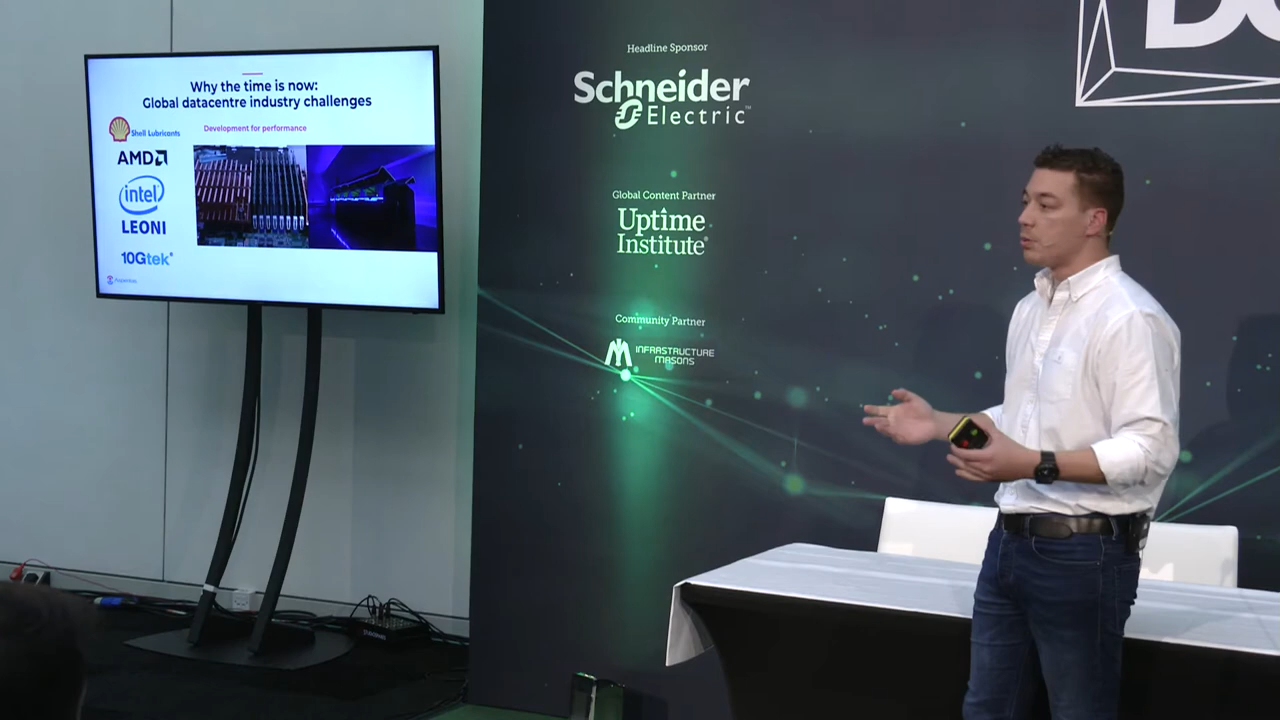 Why the time is now:
Global datacentre industry challenges
Shell Lubricants
Development for performance
AMD
intel
LEONI
10Gtek
Headline Sponsor
Schneider
Electric
Global Content Partner
Uptime
Institute
Community Partner
INFRASTRUCTURE
MASONS